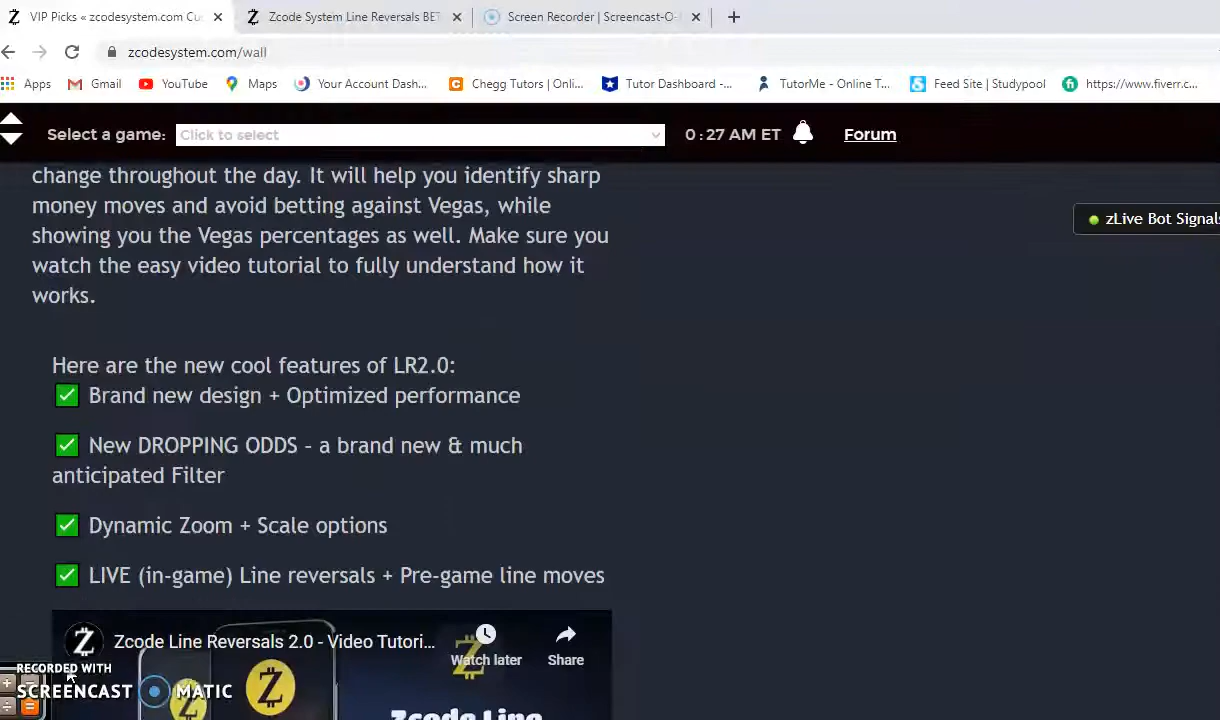 VIP Picks « zcodesystem.com Cu
Zcode System Line Reversals BET
Screen Recorder | Screencast-O-
zcodesystem.com/wall
Apps
Gmail
YouTube
Maps
Your Account Dash...
Chegg Tutors | Onli...
Tutor Dashboard -...
TutorMe - Online T...
Feed Site | Studypool
https://www.fiverr.c...
Select a game:
Click to select
0:27 AM ET
Forum
change throughout the day. It will help you identify sharp
money moves and avoid betting against Vegas, while
showing you the Vegas percentages as well. Make sure you
watch the easy video tutorial to fully understand how it
works.
zLive Bot Signals
Here are the new cool features of LR2.0:
✅ Brand new design + Optimized performance
✅ New DROPPING ODDS - a brand new & much
anticipated Filter
✅ Dynamic Zoom + Scale options
✅ LIVE (in-game) Line reversals + Pre-game line moves
Zcode Line Reversals 2.0 - Video Tutori...
Watch later
Share
RECORDED WITH
SCREENCAST MATIC
Zcode Line